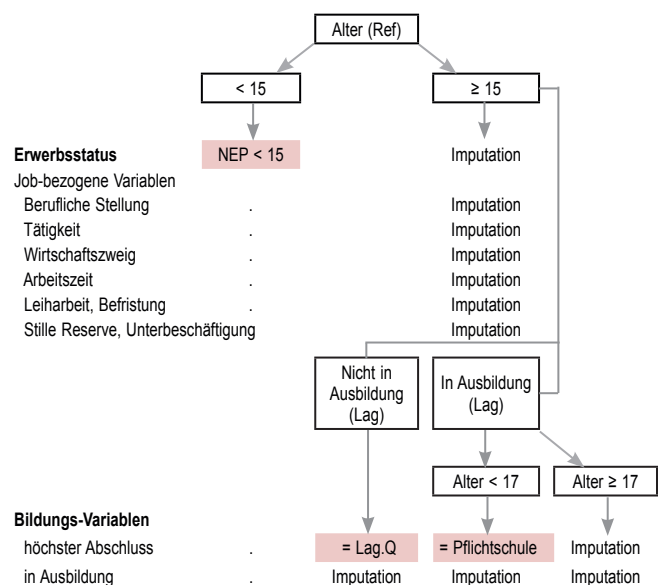 Alter (Ref)
< 15 ≥ 15
Erwerbsstatus NEP < 15 Imputation
Job-bezogene Variablen
Berufliche Stellung . Imputation
Tätigkeit . Imputation
Wirtschaftszweig . Imputation
Arbeitszeit . Imputation
Leiharbeit, Befristung . Imputation
Stille Reserve, Unterbeschäftigung Imputation
Nicht in
Ausbildung
(Lag)
In Ausbildung
(Lag)
Alter < 17 Alter ≥ 17
Bildungs-Variablen
höchster Abschluss . = Lag.Q = Pflichtschule Imputation
in Ausbildung . Imputation Imputation Imputation